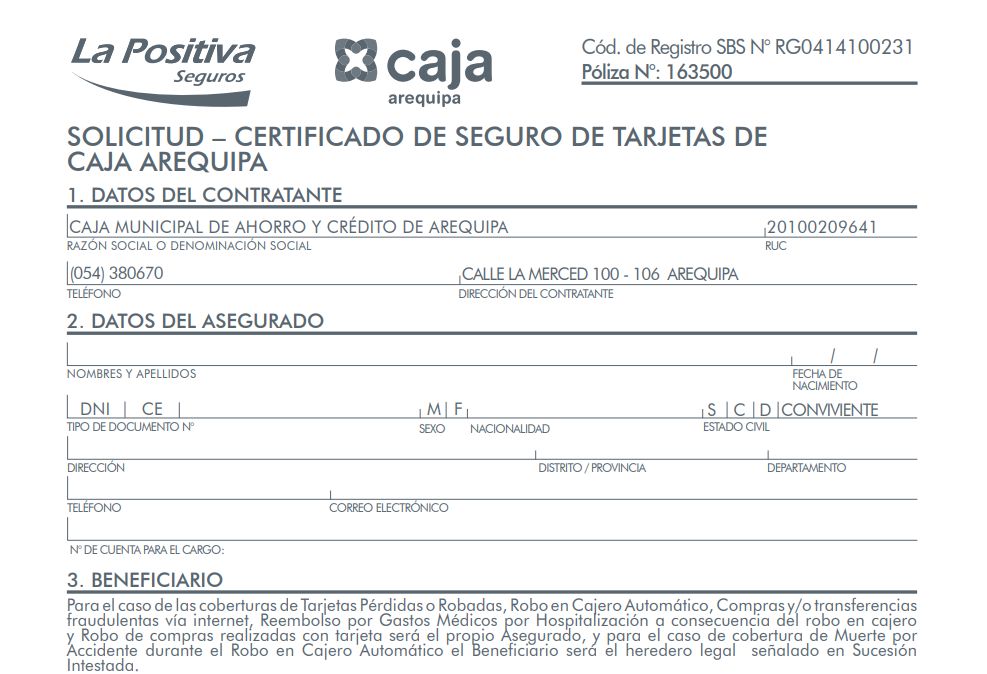 La Positiva
Seguros
caja
arequipa
Cód. de Registro SBS N° RG0414100231
Póliza N°: 163500
SOLICITUD – CERTIFICADO DE SEGURO DE TARJETAS DE
CAJA AREQUIPA
1. DATOS DEL CONTRATANTE
CAJA MUNICIPAL DE AHORRO Y CRÉDITO DE AREQUIPA 20100209641
RAZÓN SOCIAL O DENOMINACIÓN SOCIAL RUC
(054) 380670 CALLE LA MERCED 100 - 106 AREQUIPA
TELÉFONO DIRECCIÓN DEL CONTRATANTE
2. DATOS DEL ASEGURADO
/ /
NOMBRES Y APELLIDOS FECHA DE
NACIMIENTO
DNI | CE | M | F S | C | D | CONVIVIENTE
TIPO DE DOCUMENTO N° SEXO NACIONALIDAD ESTADO CIVIL
DIRECCIÓN DISTRITO / PROVINCIA DEPARTAMENTO
TELÉFONO CORREO ELECTRÓNICO
N° DE CUENTA PARA EL CARGO:
3. BENEFICIARIO
Para el caso de las coberturas de Tarjetas Pérdidas o Robadas, Robo en Cajero Automático, Compras y/o transferencias
fraudulentas vía internet, Reembolso por Gastos Médicos por Hospitalización a consecuencia del robo en cajero
y Robo de compras realizadas con tarjeta será el propio Asegurado, y para el caso de cobertura de Muerte por
Accidente durante el Robo en Cajero Automático el Beneficiario será el heredero legal señalado en Sucesión
Intestada.